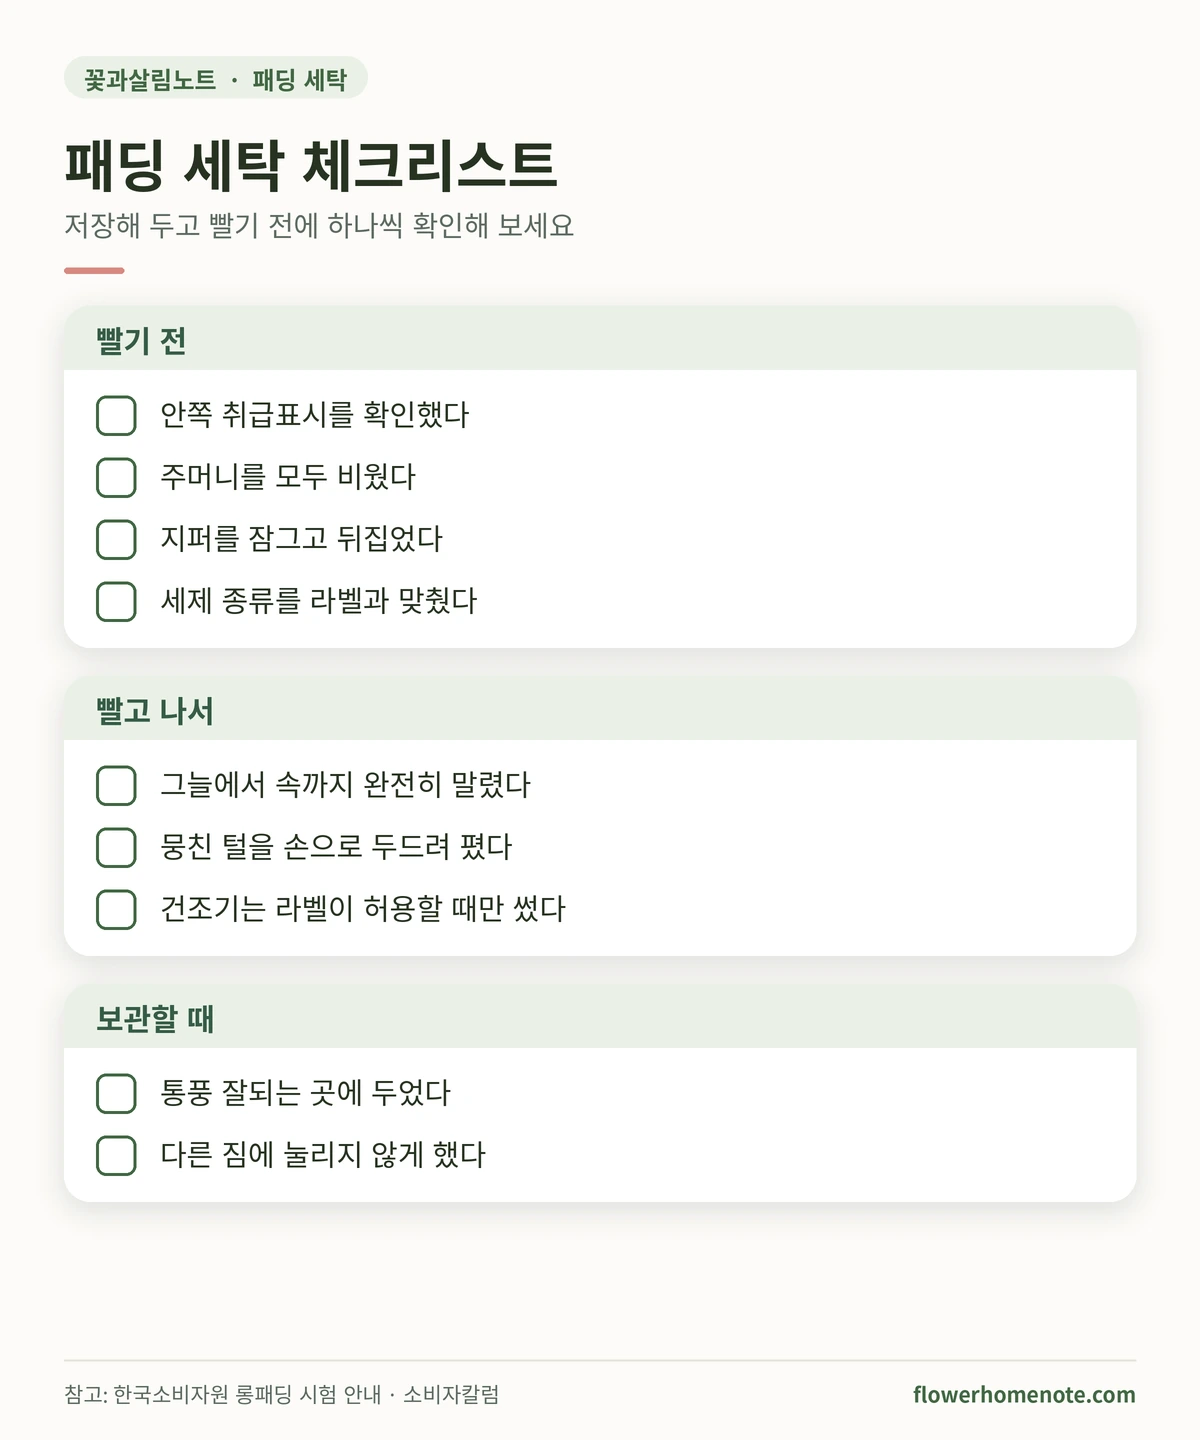 꽃과살림노트 · 패딩 세탁
패딩 세탁 체크리스트
저장해 두고 빨기 전에 하나씩 확인해 보세요
빨기 전
안쪽 취급표시를 확인했다
주머니를 모두 비웠다
지퍼를 잠그고 뒤집었다
세제 종류를 라벨과 맞췄다
빨고 나서
그늘에서 속까지 완전히 말렸다
뭉친 털을 손으로 두드려 폈다
건조기는 라벨이 허용할 때만 썼다
보관할 때
통풍 잘되는 곳에 두었다
다른 짐에 눌리지 않게 했다
참고: 한국소비자원 롱패딩 시험 안내 · 소비자칼럼
flowerhomenote.com